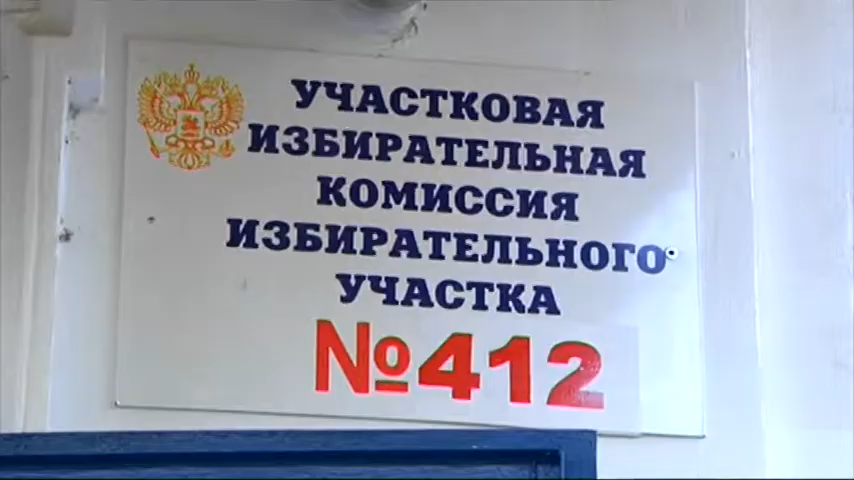 УЧАСТКОВАЯ
ИЗБИРАТЕЛЬНАЯ
КОМИССИЯ
ИЗБИРАТЕЛЬНОГО
УЧАСТКА
№412